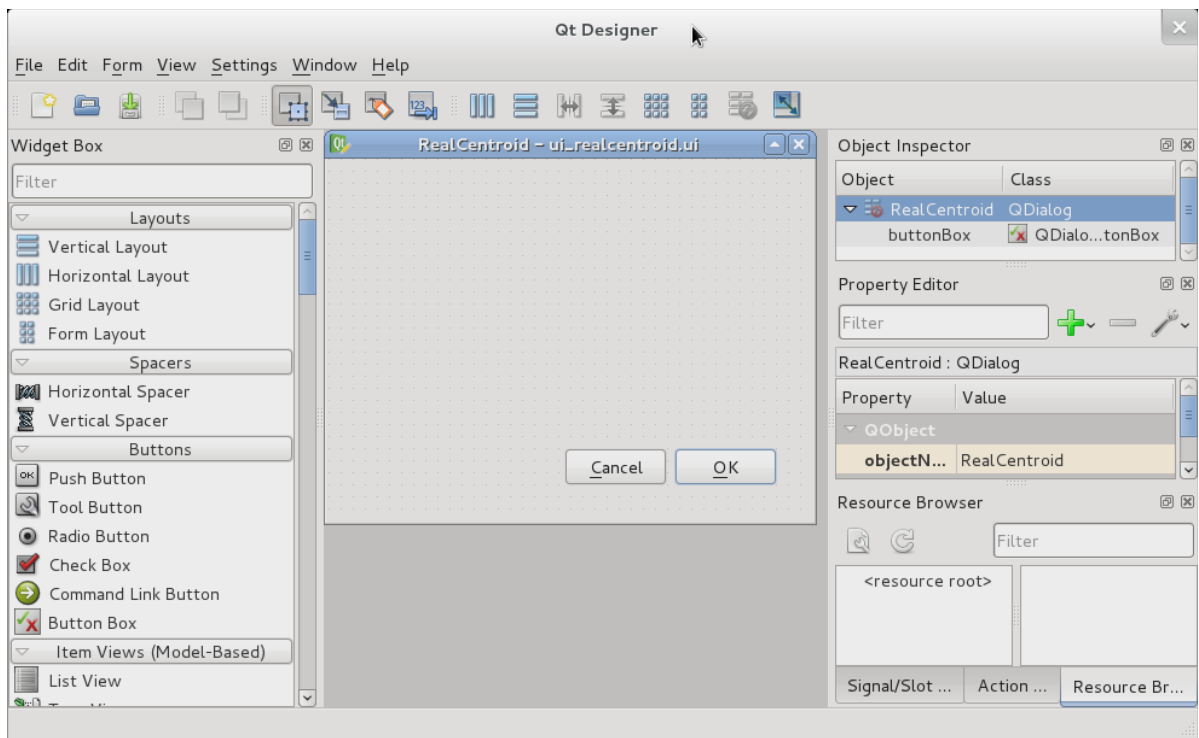 Qt Designer
File Edit Form View Settings Window Help
Widget Box
Filter
Layouts
Vertical Layout
Horizontal Layout
Grid Layout
Form Layout
Spacers
Horizontal Spacer
Vertical Spacer
Buttons
OK Push Button
Tool Button
Radio Button
Check Box
Command Link Button
Button Box
Item Views (Model-Based)
List View
RealCentroid - ui_realcentroid.ui
Cancel OK
Object Inspector
Object Class
RealCentroid QDialog
buttonBox QDialo...tonBox
Property Editor
Filter
RealCentroid : QDialog
Property Value
QObject
objectN... RealCentroid
Resource Browser
Filter
<resource root>
Signal/Slot ... Action ... Resource Br...